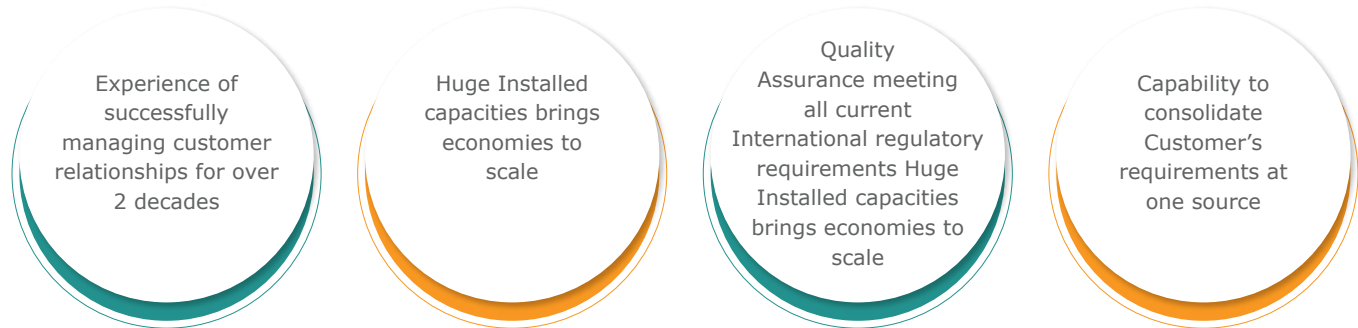 Experience of
successfully
managing customer
relationships for over
2 decades
Huge Installed
capacities brings
economies to
scale
Quality
Assurance meeting
all current
International regulatory
requirements Huge
Installed capacities
brings economies to
scale
Capability to
consolidate
Customer’s
requirements at
one source